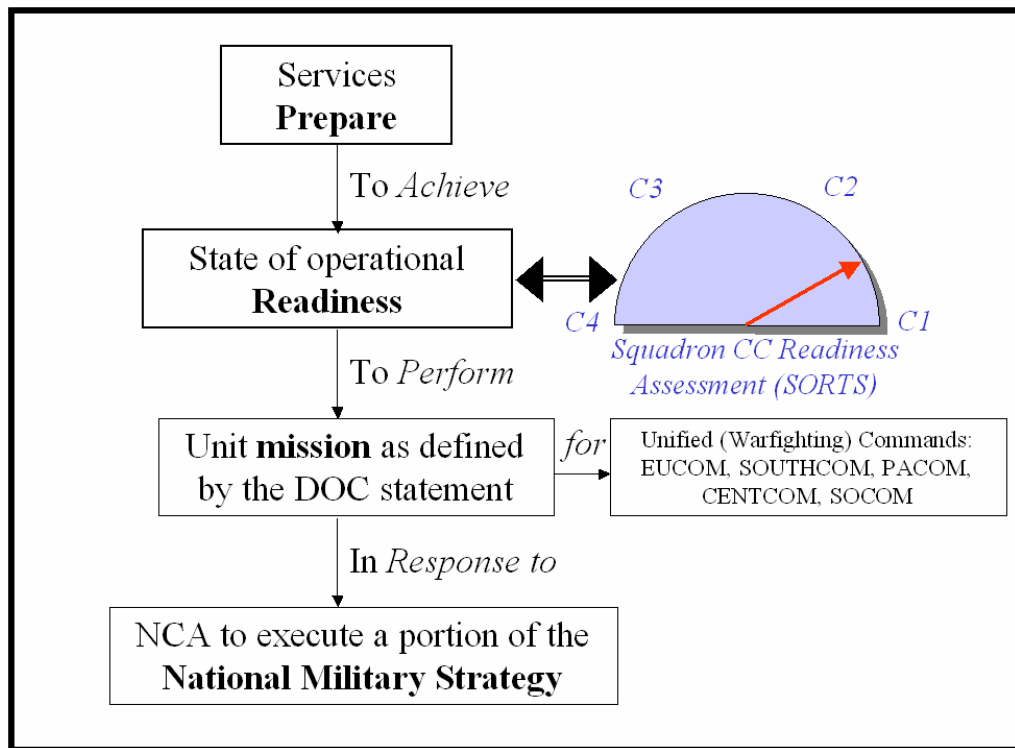 Services
Prepare
To Achieve
C3
C2
State of operational
Readiness
C4
C1
Squadron CC Readiness
Assessment (SORTS)
To Perform
Unit mission as defined
by the DOC statement
for
Unified (Warfighting) Commands:
EUCOM, SOUTHCOM, PACOM,
CENTCOM, SOCOM
In Response to
NCA to execute a portion of the
National Military Strategy